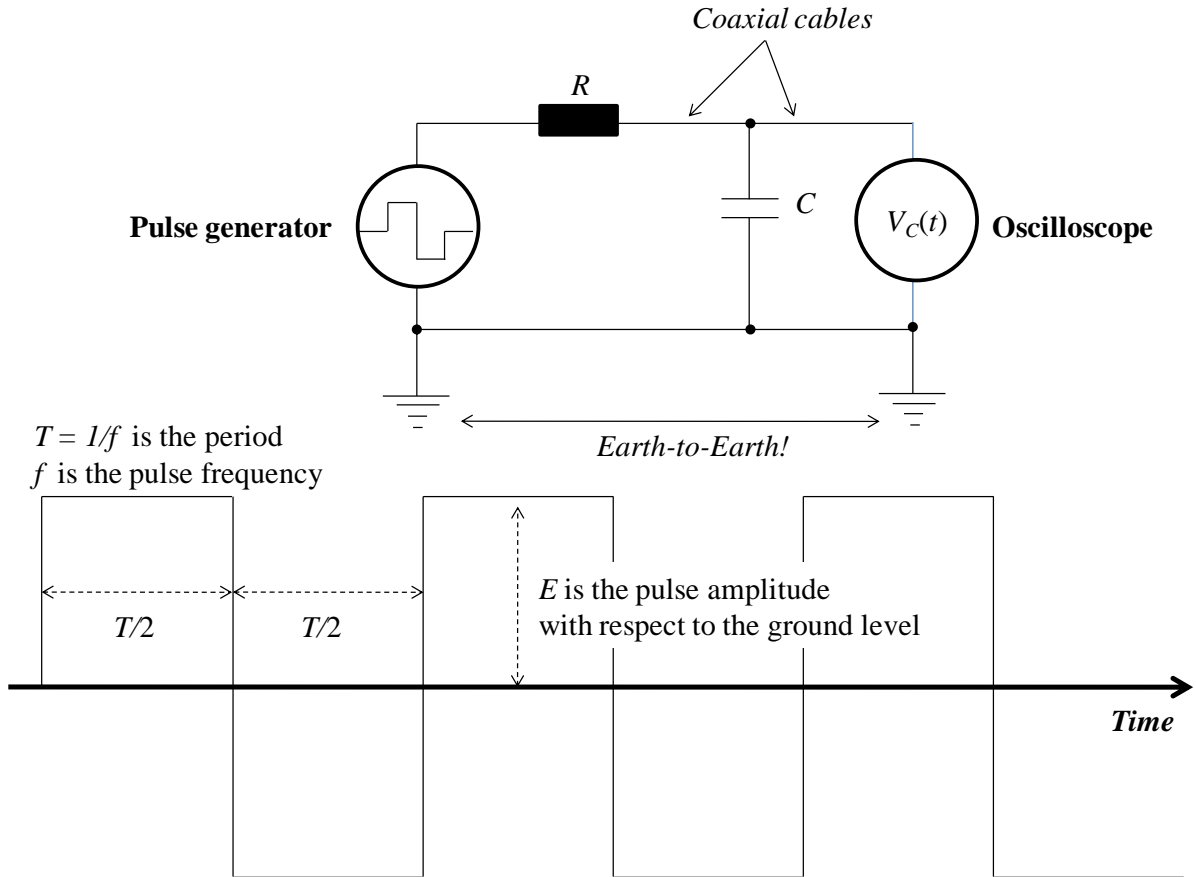 Coaxial cables
R
Pulse generator
C
V_C(t)
Oscilloscope
Earth-to-Earth!
T = 1/f is the period
f is the pulse frequency
E is the pulse amplitude
with respect to the ground level
T/2
T/2
Time